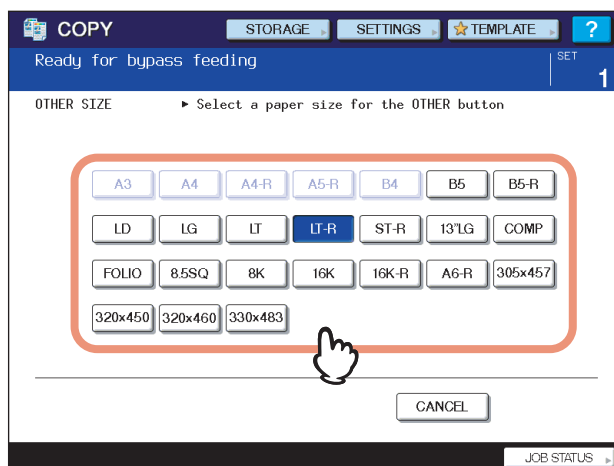 COPY STORAGE SETTINGS TEMPLATE ?
Ready for bypass feeding SET
1
OTHER SIZE ► Select a paper size for the OTHER button
A3 A4 A4-R A5-R B4 B5 B5-R
LD LG LT LT-R ST-R 13"LG COMP
FOLIO 8.5SQ 8K 16K 16K-R A6-R 305x457
320x450 320x460 330x483
CANCEL
JOB STATUS